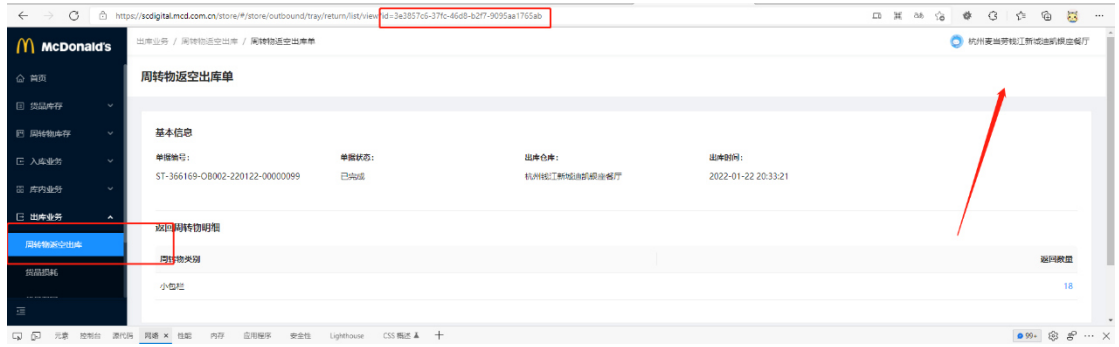 https://scdigital.mcd.com.cn/store/#/store/outbound/tray/return/list/view?id=3e3857c6-37fc-46d8-b2f7-9095aa1765ab
McDonald's
出库业务 / 周转物返空出库 / 周转物返空出库单
杭州麦当劳钱江新城迪凯银座餐厅
首页
周转物返空出库单
货品库存
周转物库存
基本信息
入库业务
单据编号:
单据状态:
出库仓库:
出库时间:
ST-366169-OB002-220122-00000099
已完成
杭州钱江新城迪凯银座餐厅
2022-01-22 20:33:21
库内业务
出库业务
返回周转物明细
周转物返空出库
周转物类别
返回数量
货品损耗
小包栏
18
元素 控制台 源代码 网络 × 性能 内存 应用程序 安全性 Lighthouse CSS 概述 +
99+